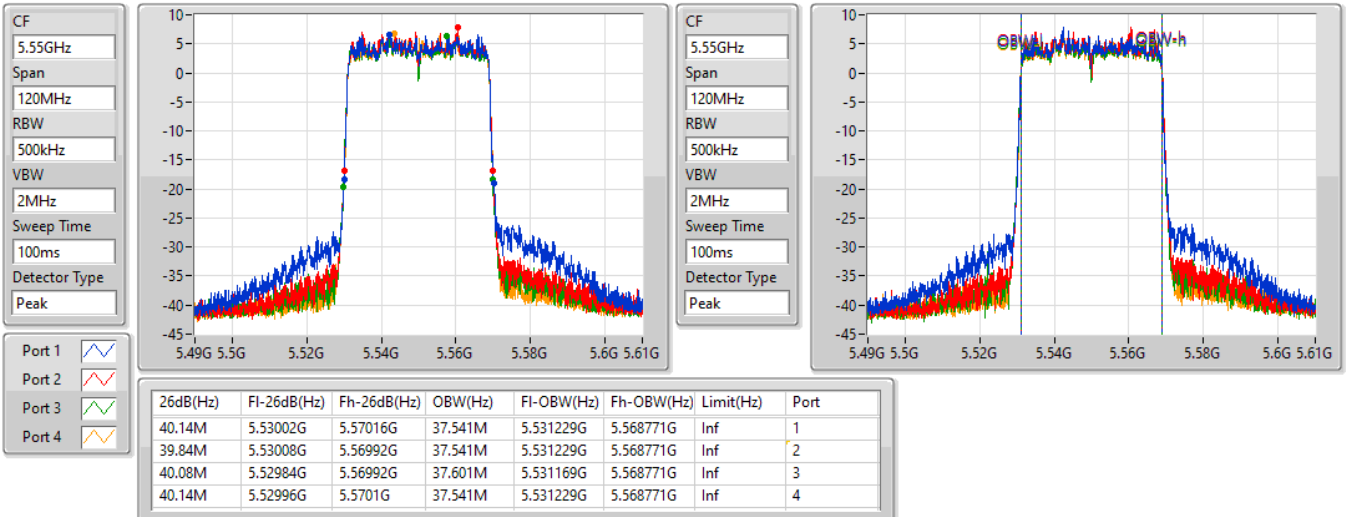 CF
5.55GHz
Span
120MHz
RBW
500kHz
VBW
2MHz
Sweep Time
100ms
Detector Type
Peak
10
5
0
-5
-10
-15
-20
-25
-30
-35
-40
-45
5.49G 5.5G 5.52G 5.54G 5.56G 5.58G 5.6G 5.61G
CF
5.55GHz
Span
120MHz
RBW
500kHz
VBW
2MHz
Sweep Time
100ms
Detector Type
Peak
10
5
0
-5
-10
-15
-20
-25
-30
-35
-40
-45
OBW-l OBW-h
5.49G 5.5G 5.52G 5.54G 5.56G 5.58G 5.6G 5.61G
Port 1
Port 2
Port 3
Port 4
26dB(Hz) Fl-26dB(Hz) Fh-26dB(Hz) OBW(Hz) Fl-OBW(Hz) Fh-OBW(Hz) Limit(Hz) Port
40.14M 5.53002G 5.57016G 37.541M 5.531229G 5.568771G Inf 1
39.84M 5.53008G 5.56992G 37.541M 5.531229G 5.568771G Inf 2
40.08M 5.52984G 5.56992G 37.601M 5.531169G 5.568771G Inf 3
40.14M 5.52996G 5.5701G 37.541M 5.531229G 5.568771G Inf 4